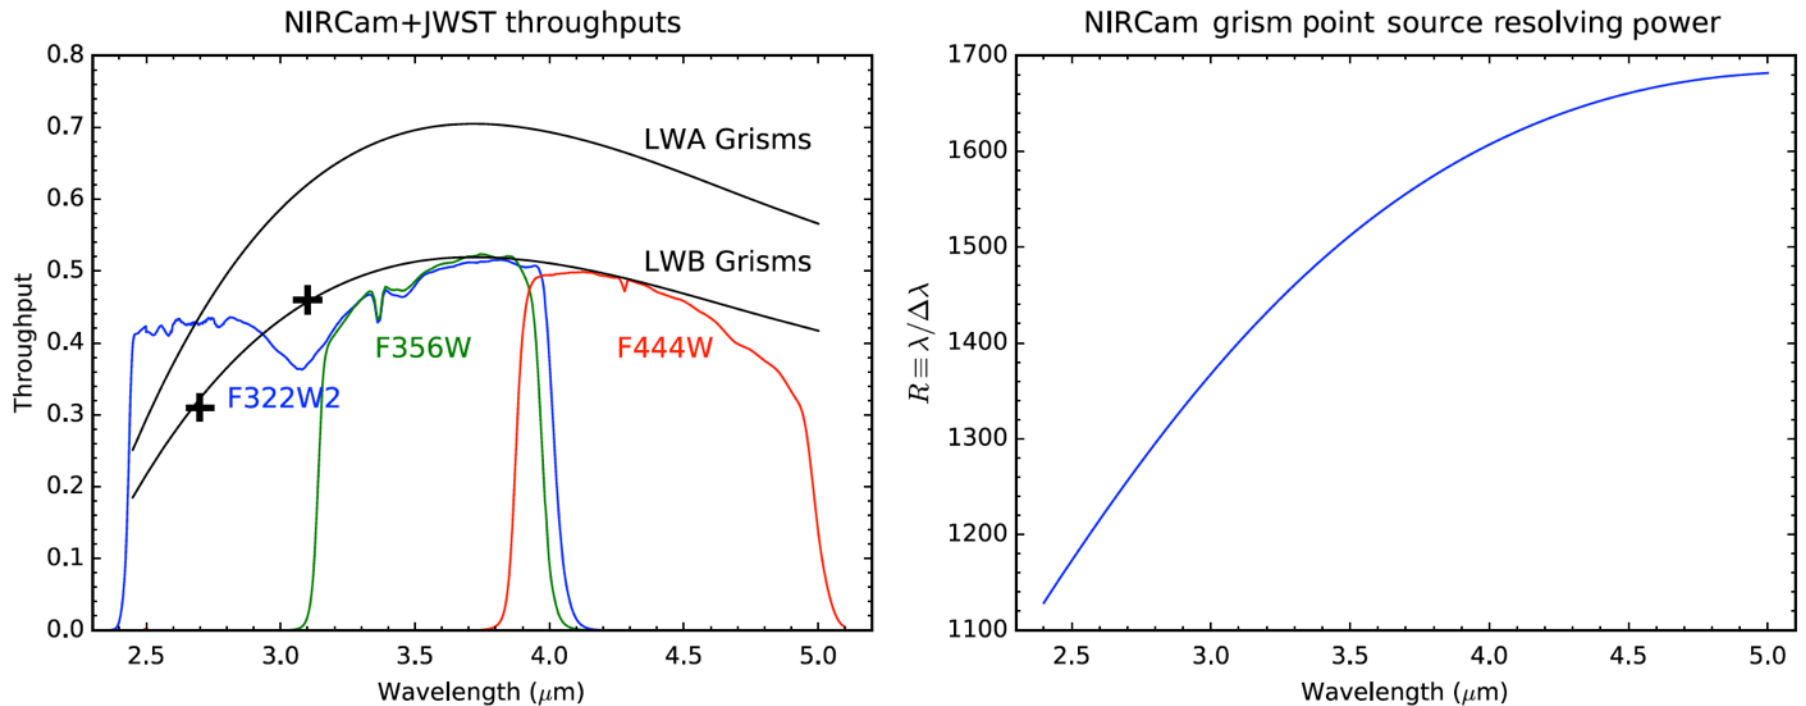 NIRCam+JWST throughputs
0.8
0.7
0.6
0.5
0.4
0.3
0.2
0.1
0.0
Throughput
LWA Grisms
LWB Grisms
F322W2
F356W
F444W
2.5 3.0 3.5 4.0 4.5 5.0
Wavelength (μm)
NIRCam grism point source resolving power
1700
1600
1500
1400
1300
1200
1100
R ≡ λ/Δλ
2.5 3.0 3.5 4.0 4.5 5.0
Wavelength (μm)